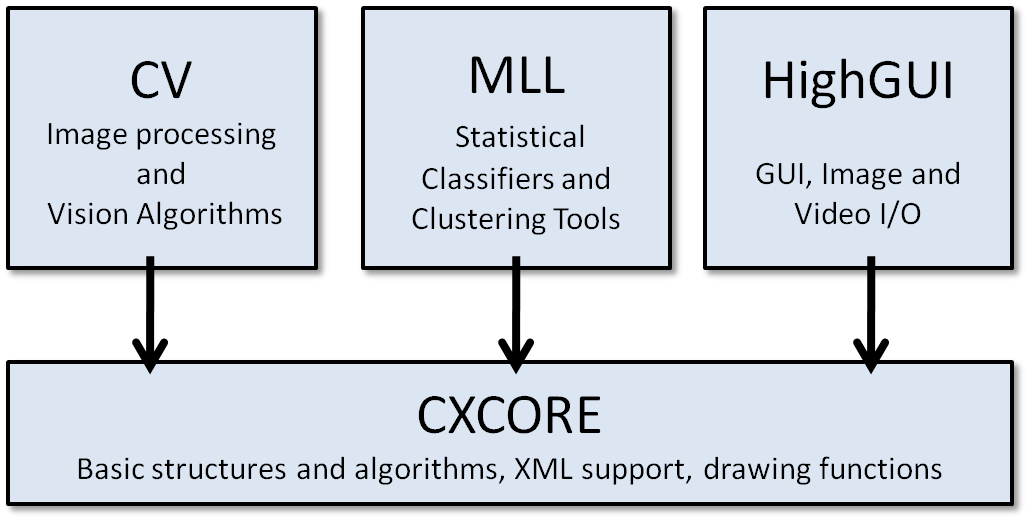 CV
Image processing
and
Vision Algorithms
MLL
Statistical
Classifiers and
Clustering Tools
HighGUI
GUI, Image and
Video I/O
CXCORE
Basic structures and algorithms, XML support, drawing functions